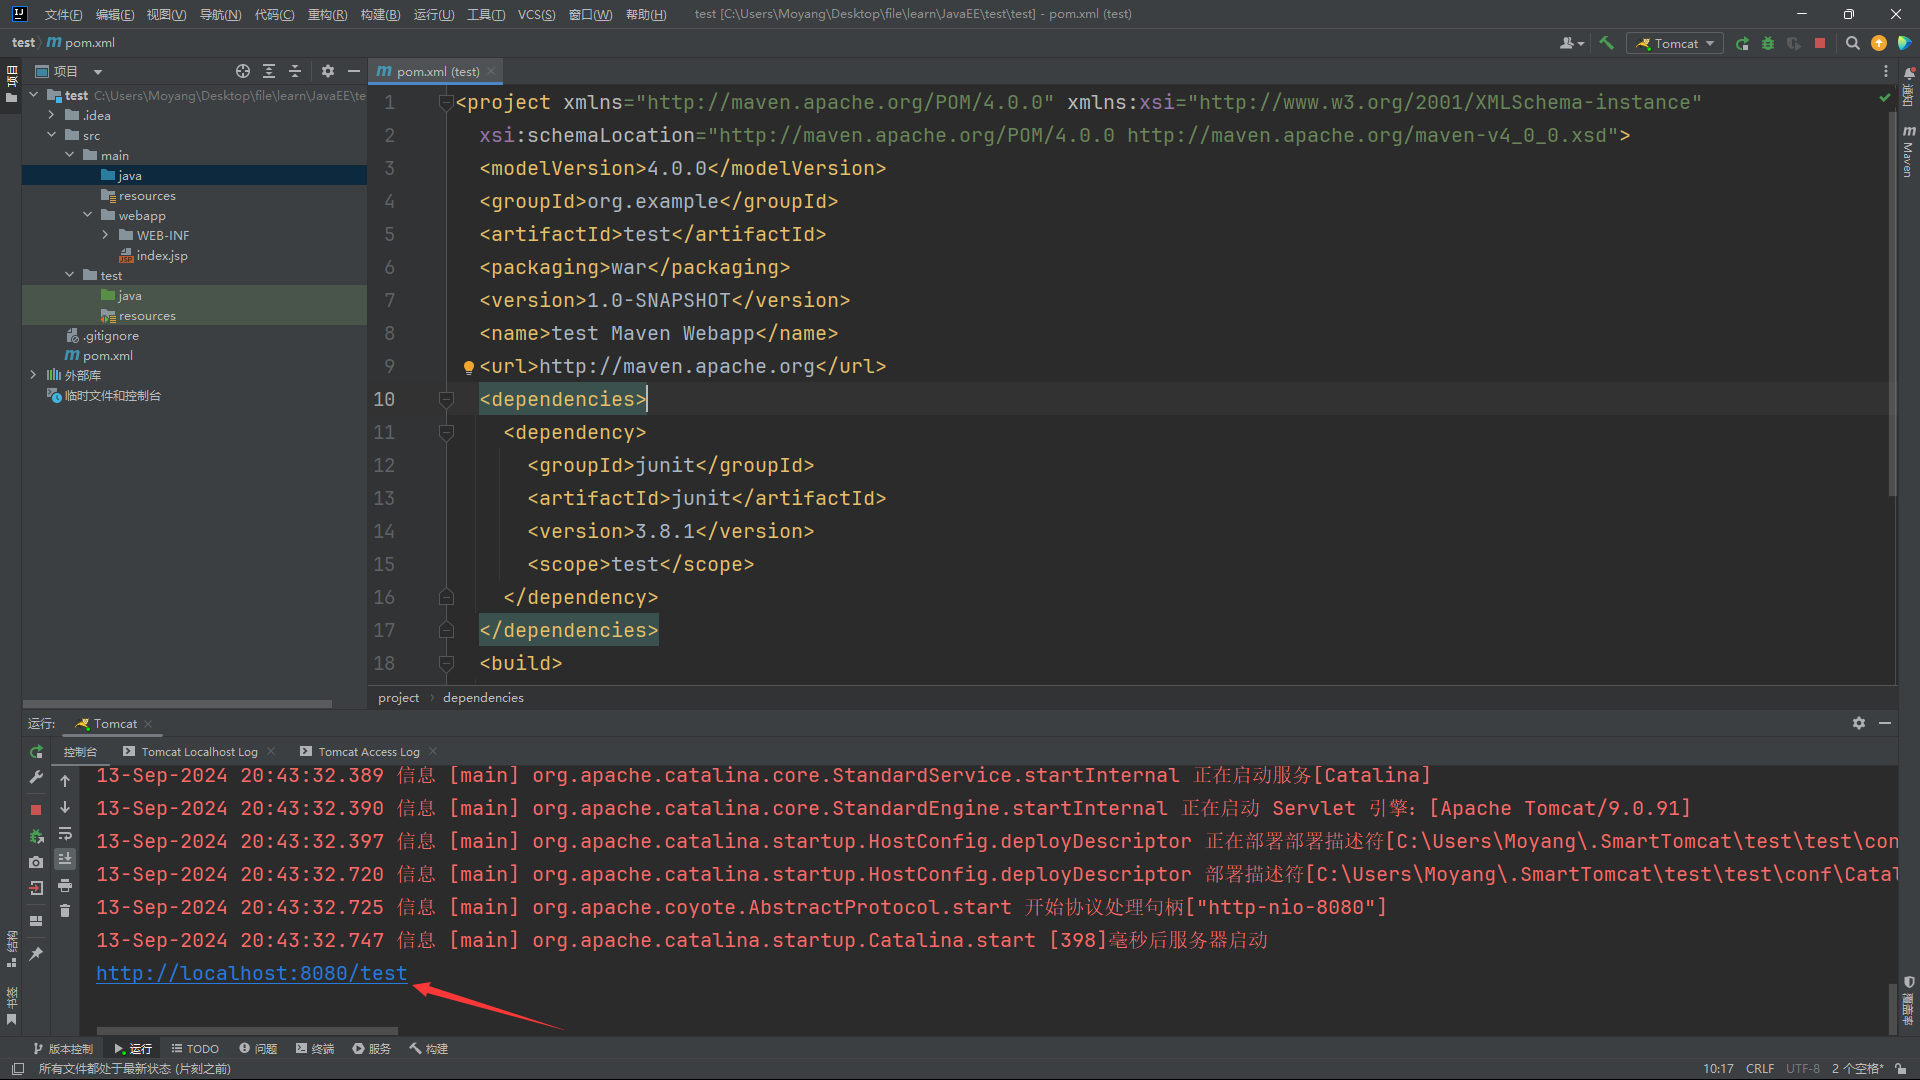 文件(F) 编辑(E) 视图(V) 导航(N) 代码(C) 重构(R) 构建(B) 运行(U) 工具(T) VCS(S) 窗口(W) 帮助(H) test [C:\Users\Moyang\Desktop\file\learn\JavaEE\test\test] - pom.xml (test)
test pom.xml
Tomcat
项目
项目
test C:\Users\Moyang\Desktop\file\learn\JavaEE\te
.idea
src
main
java
resources
webapp
WEB-INF
index.jsp
test
java
resources
.gitignore
pom.xml
外部库
临时文件和控制台
pom.xml (test)
1 <project xmlns="http://maven.apache.org/POM/4.0.0" xmlns:xsi="http://www.w3.org/2001/XMLSchema-instance"
2 xsi:schemaLocation="http://maven.apache.org/POM/4.0.0 http://maven.apache.org/maven-v4_0_0.xsd">
3 <modelVersion>4.0.0</modelVersion>
4 <groupId>org.example</groupId>
5 <artifactId>test</artifactId>
6 <packaging>war</packaging>
7 <version>1.0-SNAPSHOT</version>
8 <name>test Maven Webapp</name>
9 <url>http://maven.apache.org</url>
10 <dependencies>
11 <dependency>
12 <groupId>junit</groupId>
13 <artifactId>junit</artifactId>
14 <version>3.8.1</version>
15 <scope>test</scope>
16 </dependency>
17 </dependencies>
18 <build>
project dependencies
通知
Maven
覆盖率
运行: Tomcat
控制台 Tomcat Localhost Log Tomcat Access Log
13-Sep-2024 20:43:32.389 信息 [main] org.apache.catalina.core.StandardService.startInternal 正在启动服务[Catalina]
13-Sep-2024 20:43:32.390 信息 [main] org.apache.catalina.core.StandardEngine.startInternal 正在启动 Servlet 引擎：[Apache Tomcat/9.0.91]
13-Sep-2024 20:43:32.397 信息 [main] org.apache.catalina.startup.HostConfig.deployDescriptor 正在部署部署描述符[C:\Users\Moyang\.SmartTomcat\test\test\con
13-Sep-2024 20:43:32.720 信息 [main] org.apache.catalina.startup.HostConfig.deployDescriptor 部署描述符[C:\Users\Moyang\.SmartTomcat\test\test\conf\Catal
13-Sep-2024 20:43:32.725 信息 [main] org.apache.coyote.AbstractProtocol.start 开始协议处理句柄["http-nio-8080"]
13-Sep-2024 20:43:32.747 信息 [main] org.apache.catalina.startup.Catalina.start [398]毫秒后服务器启动
http://localhost:8080/test
结构
书签
版本控制 运行 TODO 问题 终端 服务 构建
所有文件都处于最新状态 (片刻之前) 10:17 CRLF UTF-8 2 个空格*